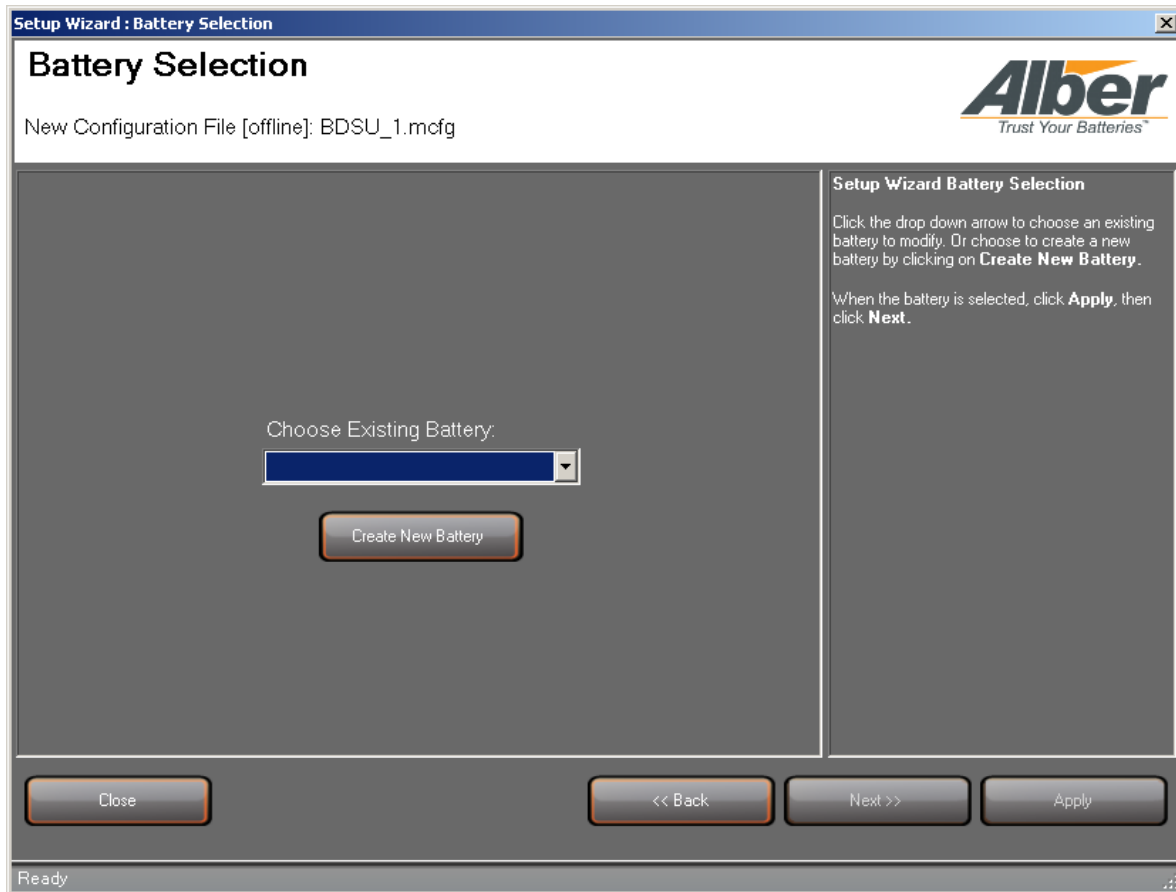 Setup Wizard : Battery Selection
Battery Selection
New Configuration File [offline]: BDSU_1.mcfg
Alber
Trust Your Batteries™
Choose Existing Battery:
Create New Battery
Setup Wizard Battery Selection
Click the drop down arrow to choose an existing
battery to modify. Or choose to create a new
battery by clicking on Create New Battery.
When the battery is selected, click Apply, then
click Next.
Close
<< Back
Next >>
Apply
Ready